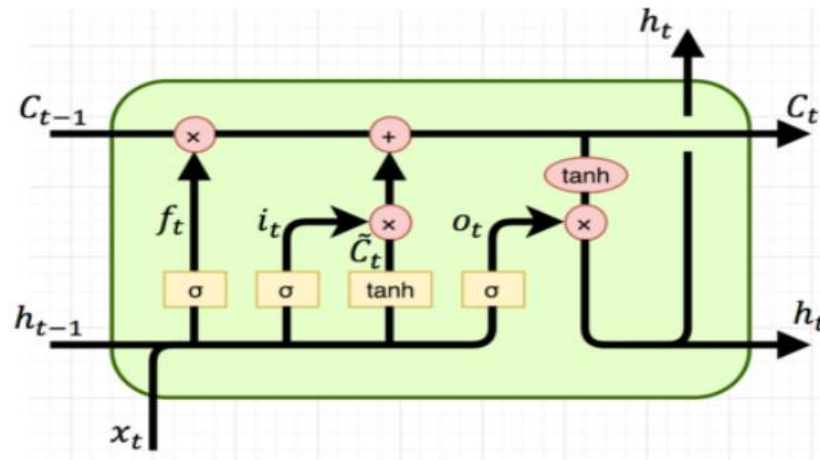 h_t
C_{t-1} × + C_t
tanh
f_t i_t × o_t ×
C̃_t
σ σ tanh σ
h_{t-1} h_t
x_t